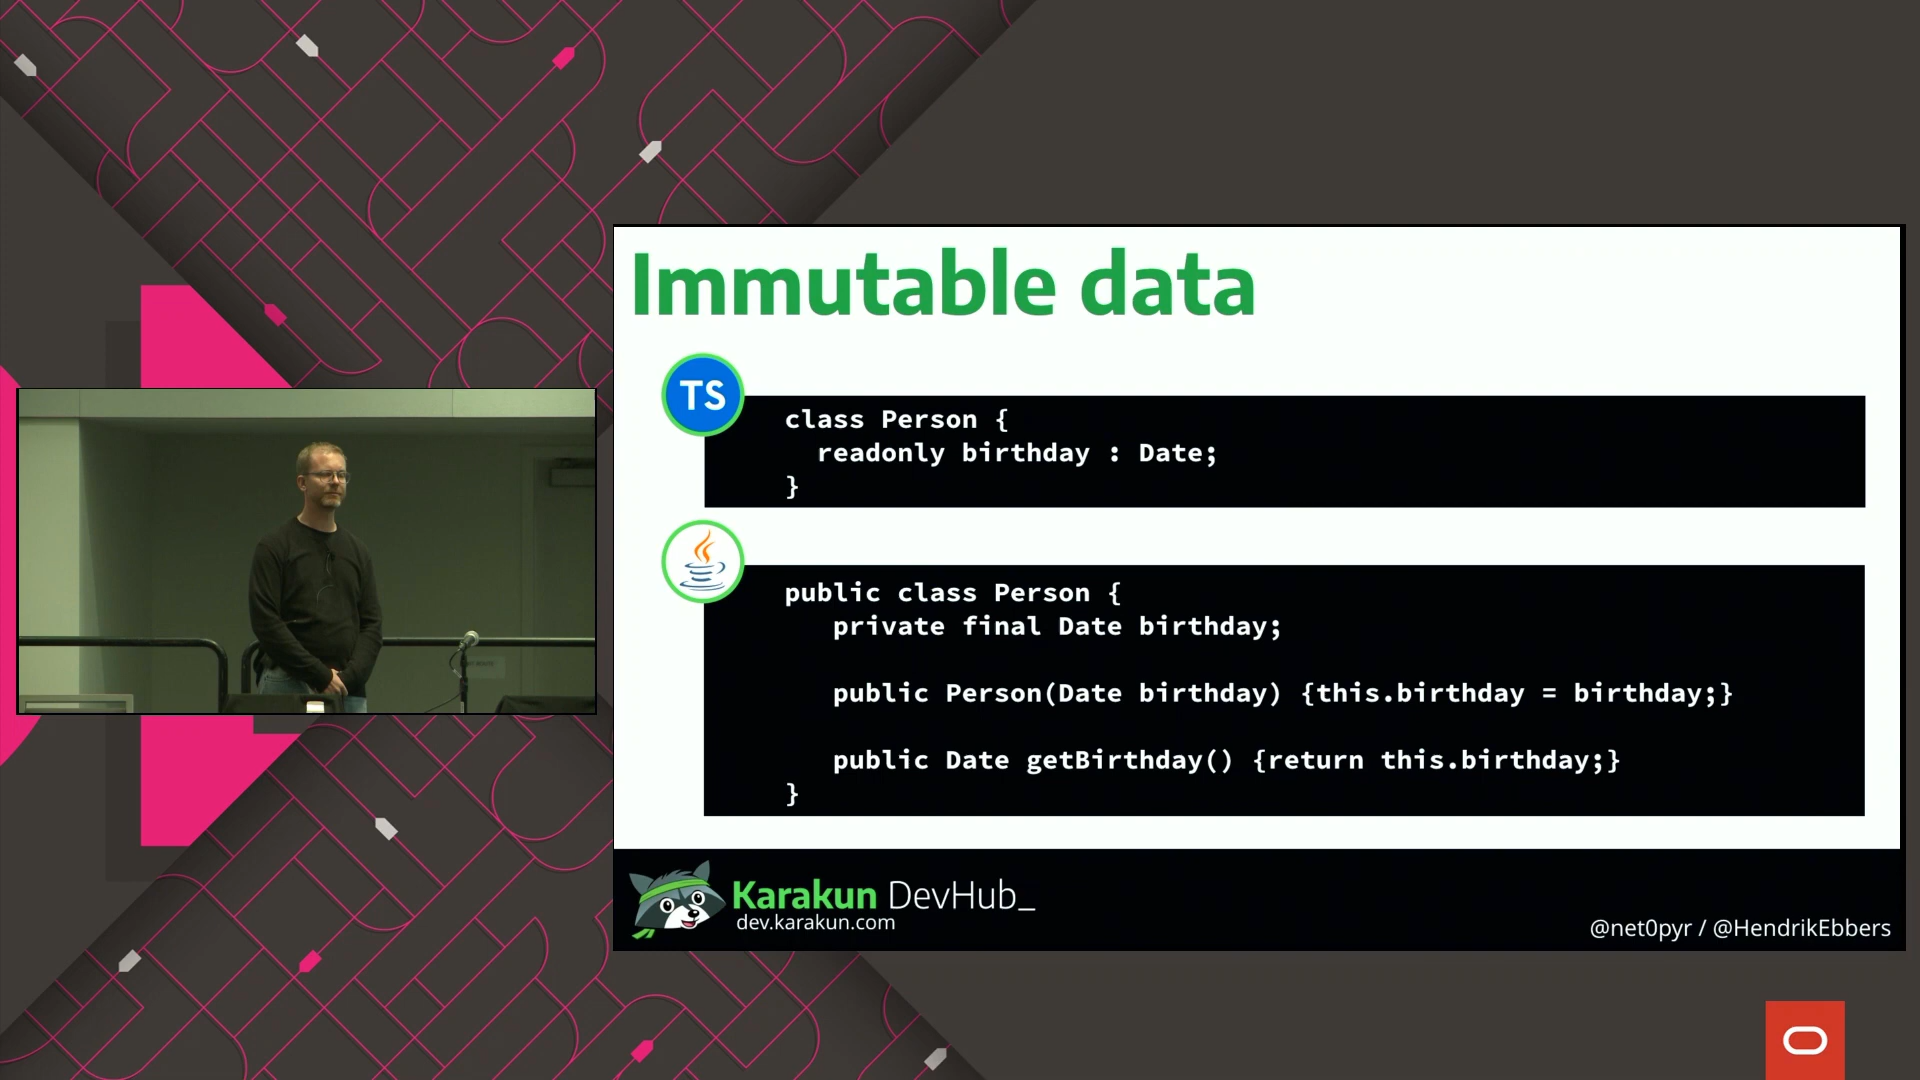 Immutable data
TS
class Person {
  readonly birthday : Date;
}
public class Person {
   private final Date birthday;
   public Person(Date birthday) {this.birthday = birthday;}
   public Date getBirthday() {return this.birthday;}
}
Karakun DevHub_
dev.karakun.com
@net0pyr / @HendrikEbbers